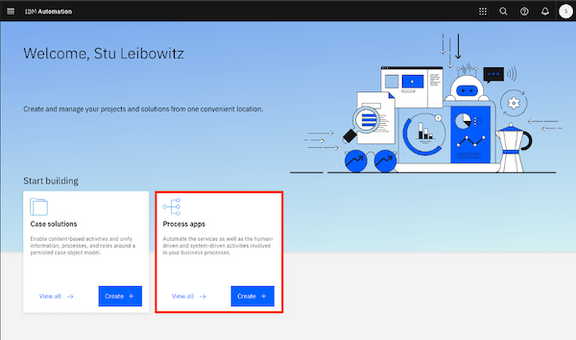 IBM Automation
S
Welcome, Stu Leibowitz
Create and manage your projects and solutions from one convenient location.
Start building
Case solutions
Enable content-based activities and unify
information, processes, and roles around a
persisted case object model.
View all →
Create +
Process apps
Automate the services as well as the human-
driven and system-driven activities involved
in your business processes.
View all →
Create +